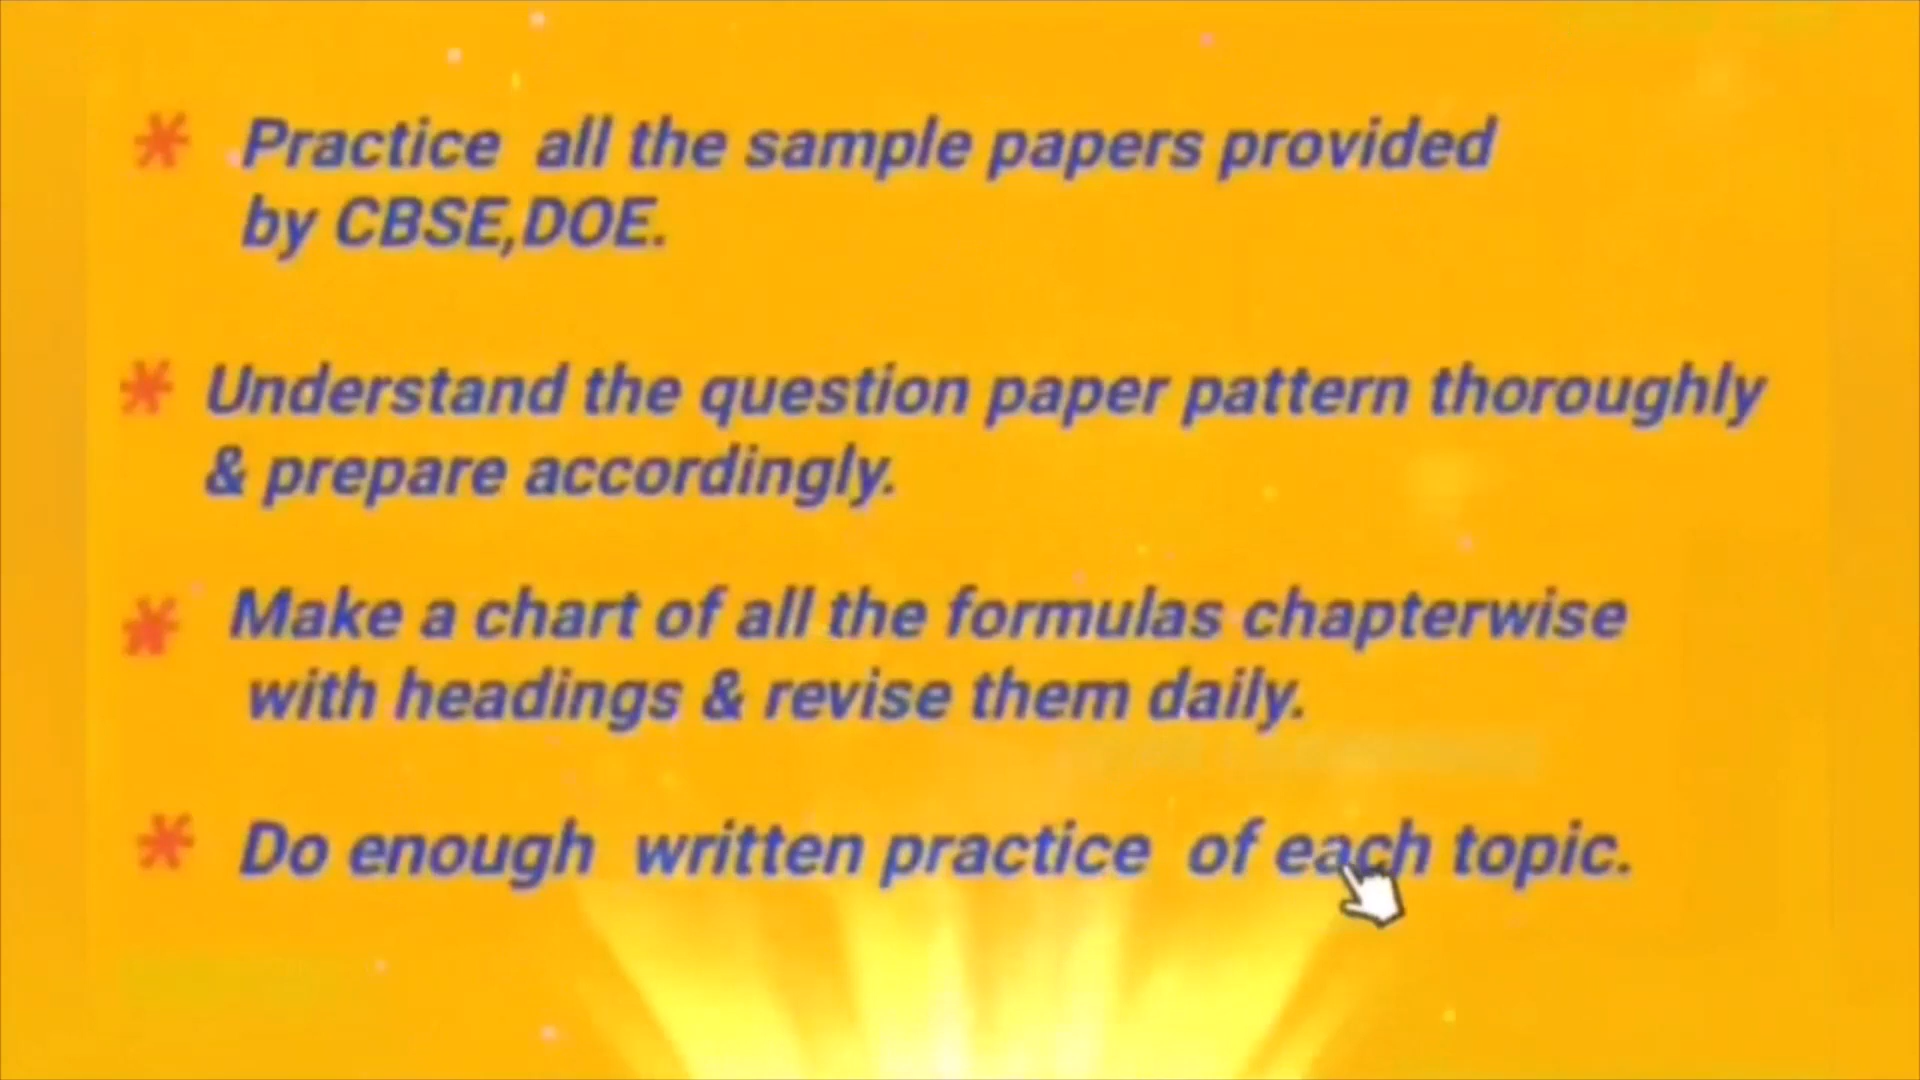 * Practice all the sample papers provided
by CBSE,DOE.
* Understand the question paper pattern thoroughly
& prepare accordingly.
* Make a chart of all the formulas chapterwise
with headings & revise them daily.
* Do enough written practice of each topic.